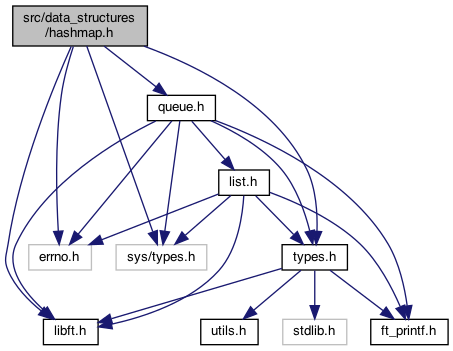 src/data_structures
/hashmap.h
queue.h
list.h
errno.h
sys/types.h
types.h
libft.h
utils.h
stdlib.h
ft_printf.h